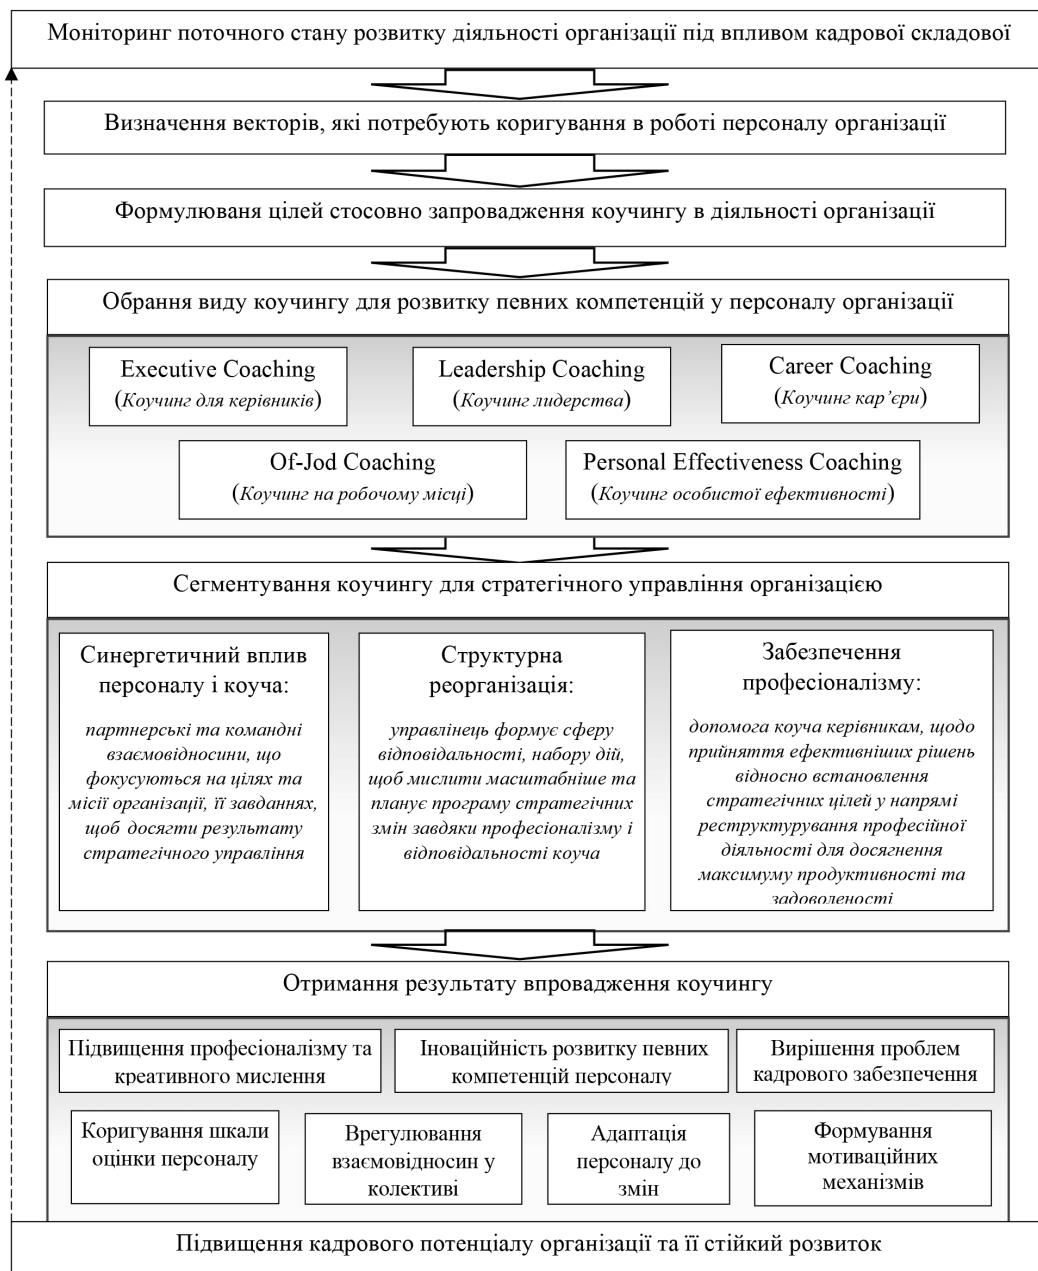 Моніторинг поточного стану розвитку діяльності організації під впливом кадрової складової
Визначення векторів, які потребують коригування в роботі персоналу організації
Формулюваня цілей стосовно запровадження коучингу в діяльності організації
Обрання виду коучингу для розвитку певних компетенцій у персоналу організації
Executive Coaching
(Коучинг для керівників)
Leadership Coaching
(Коучинг лидерства)
Career Coaching
(Коучинг кар’єри)
Of-Jod Coaching
(Коучинг на робочому місці)
Personal Effectiveness Coaching
(Коучинг особистої ефективності)
Сегментування коучингу для стратегічного управління організацією
Синергетичний вплив
персоналу і коуча:
партнерські та командні
взаємовідносини, що
фокусуються на цілях та
місії організації, її завданнях,
щоб досягти результату
стратегічного управління
Структурна
реорганізація:
управлінець формує сферу
відповідальності, набору дій,
щоб мислити масштабніше та
планує програму стратегічних
змін завдяки професіоналізму і
відповідальності коуча
Забезпечення
професіоналізму:
допомога коуча керівникам, щодо
прийняття ефективніших рішень
відносно встановлення
стратегічних цілей у напрямі
реструктурування професійної
діяльності для досягнення
максимуму продуктивності та
задоволеності
Отримання результату впровадження коучингу
Підвищення професіоналізму та
креативного мислення
Іноваційність розвитку певних
компетенцій персоналу
Вирішення проблем
кадрового забезпечення
Коригування шкали
оцінки персоналу
Врегулювання
взаємовідносин у
колективі
Адаптація
персоналу до
змін
Формування
мотиваційних
механізмів
Підвищення кадрового потенціалу організації та її стійкий розвиток